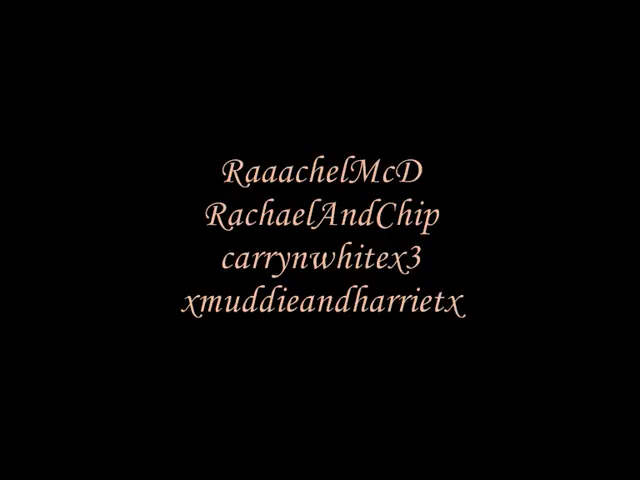 RaaachelMcD
RachaelAndChip
carrynwhitex3
xmuddieandharrietx